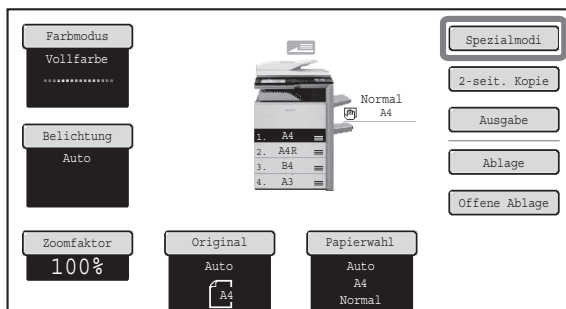 Farbmodus
Vollfarbe
Belichtung
Auto
Zoomfaktor
100%
Normal
A4
1. A4
2. A4R
3. B4
4. A3
Original
Auto
A4
Papierwahl
Auto
A4
Normal
Spezialmodi
2-seit. Kopie
Ausgabe
Ablage
Offene Ablage